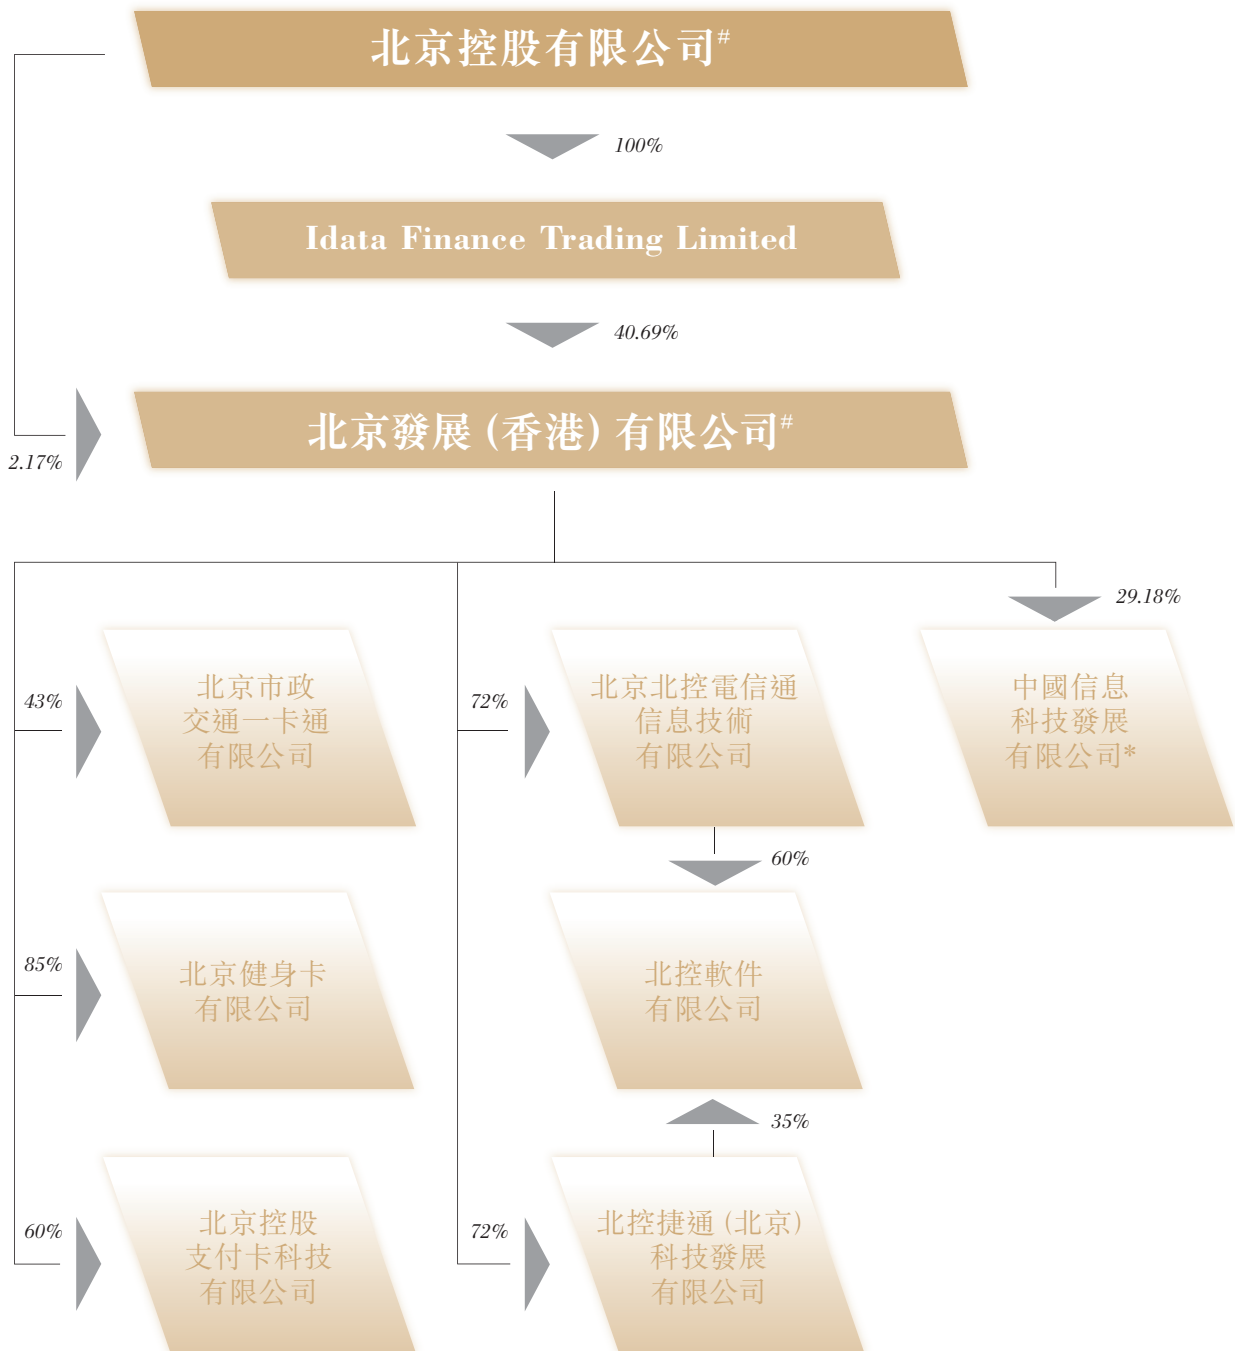 北京控股有限公司#
100%
Idata Finance Trading Limited
40.69%
北京發展(香港)有限公司#
2.17%
29.18%
43%
北京市政
交通一卡通
有限公司
72%
北京北控電信通
信息技術
有限公司
中國信息
科技發展
有限公司*
60%
85%
北京健身卡
有限公司
北控軟件
有限公司
35%
60%
北京控股
支付卡科技
有限公司
72%
北控捷通(北京)
科技發展
有限公司